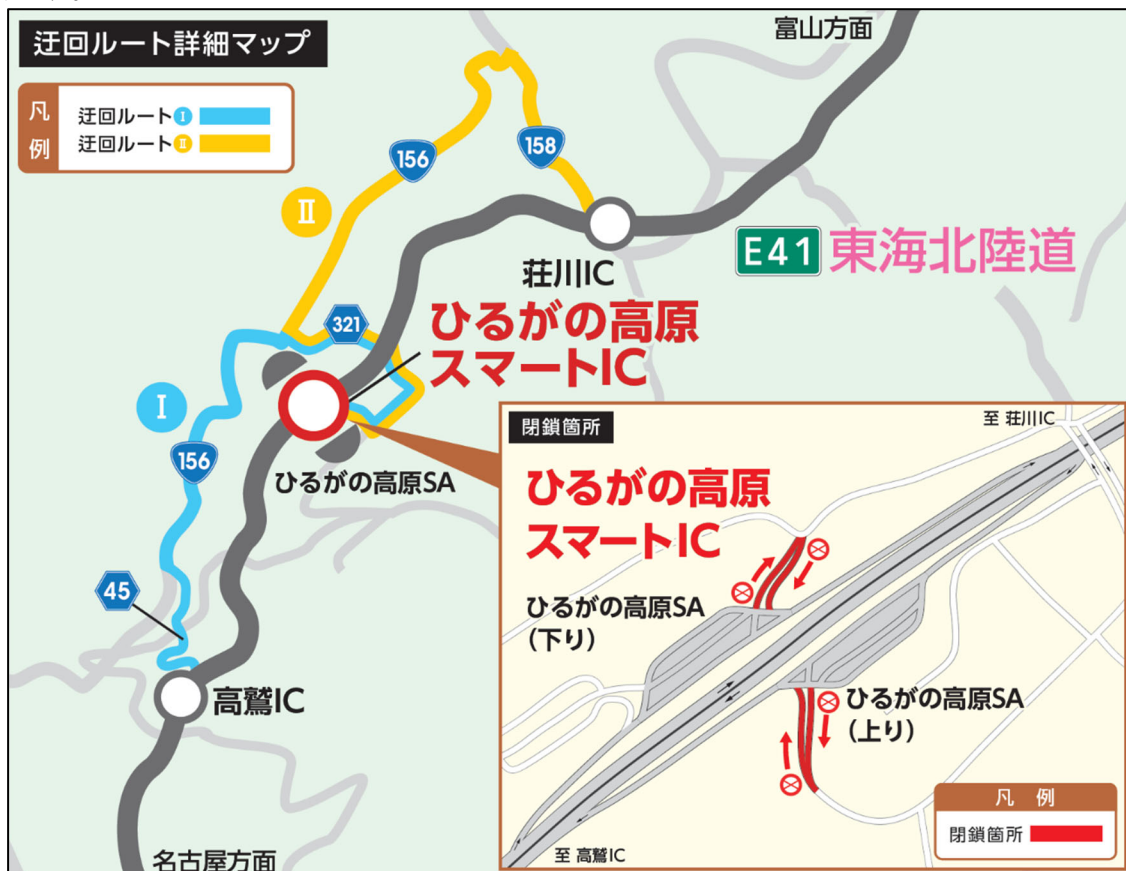 迂回ルート詳細マップ
富山方面
凡例
迂回ルートⅠ
迂回ルートⅡ
156
158
Ⅱ
E41 東海北陸道
荘川IC
321
ひるがの高原
スマートIC
Ⅰ
156
ひるがの高原SA
45
高鷲IC
名古屋方面
閉鎖箇所
至 荘川IC
ひるがの高原
スマートIC
ひるがの高原SA
(下り)
ひるがの高原SA
(上り)
凡 例
閉鎖箇所
至 高鷲IC